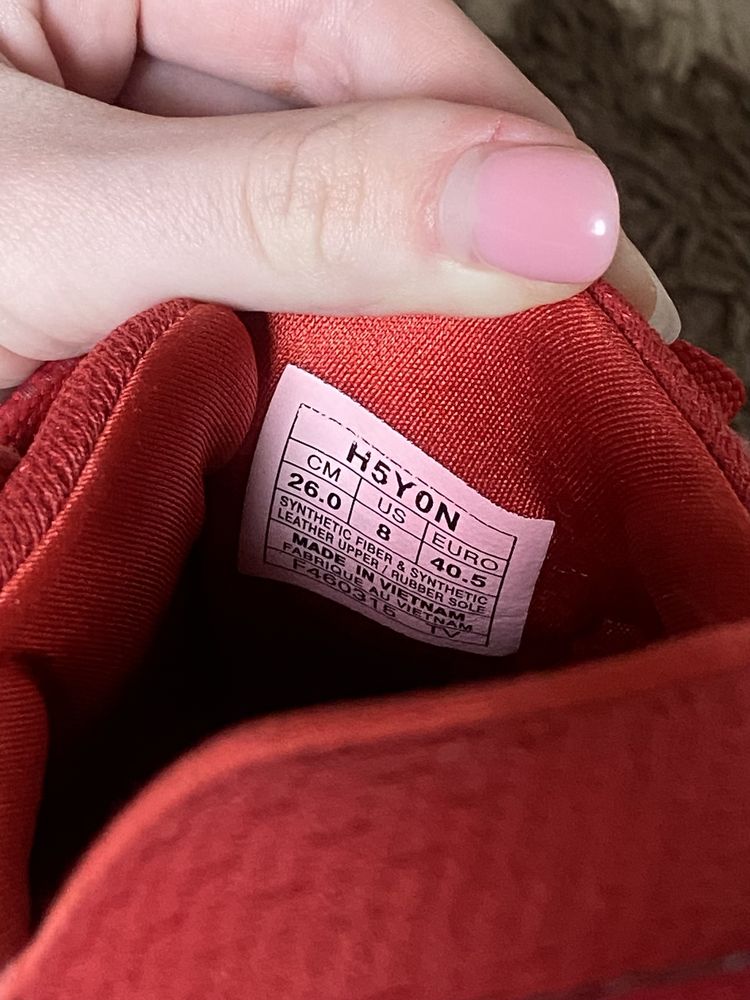 H5Y0N
CM US EURO
26.0 8 40.5
SYNTHETIC FIBER & SYNTHETIC
LEATHER UPPER / RUBBER SOLE
MADE IN VIETNAM
FABRIQUE AU VIETNAM
F460315 TV